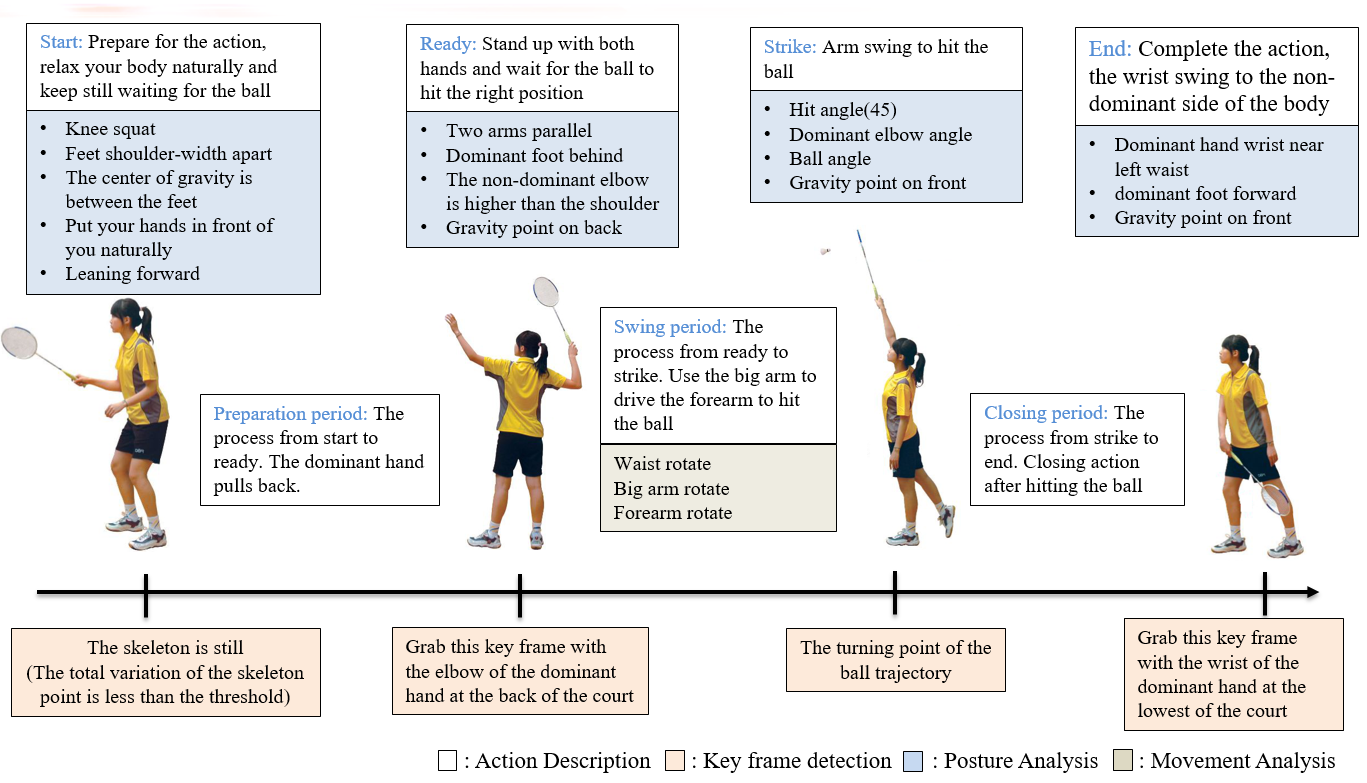 Start: Prepare for the action,
relax your body naturally and
keep still waiting for the ball
• Knee squat
• Feet shoulder-width apart
• The center of gravity is
between the feet
• Put your hands in front of
you naturally
• Leaning forward
Ready: Stand up with both
hands and wait for the ball to
hit the right position
• Two arms parallel
• Dominant foot behind
• The non-dominant elbow
is higher than the shoulder
• Gravity point on back
Strike: Arm swing to hit the
ball
• Hit angle(45)
• Dominant elbow angle
• Ball angle
• Gravity point on front
End: Complete the action,
the wrist swing to the non-
dominant side of the body
• Dominant hand wrist near
left waist
• dominant foot forward
• Gravity point on front
Preparation period: The
process from start to
ready. The dominant hand
pulls back.
Swing period: The
process from ready to
strike. Use the big arm to
drive the forearm to hit
the ball
Waist rotate
Big arm rotate
Forearm rotate
Closing period: The
process from strike to
end. Closing action
after hitting the ball
The skeleton is still
(The total variation of the skeleton
point is less than the threshold)
Grab this key frame with
the elbow of the dominant
hand at the back of the court
The turning point of the
ball trajectory
Grab this key frame
with the wrist of the
dominant hand at the
lowest of the court
: Action Description : Key frame detection : Posture Analysis : Movement Analysis